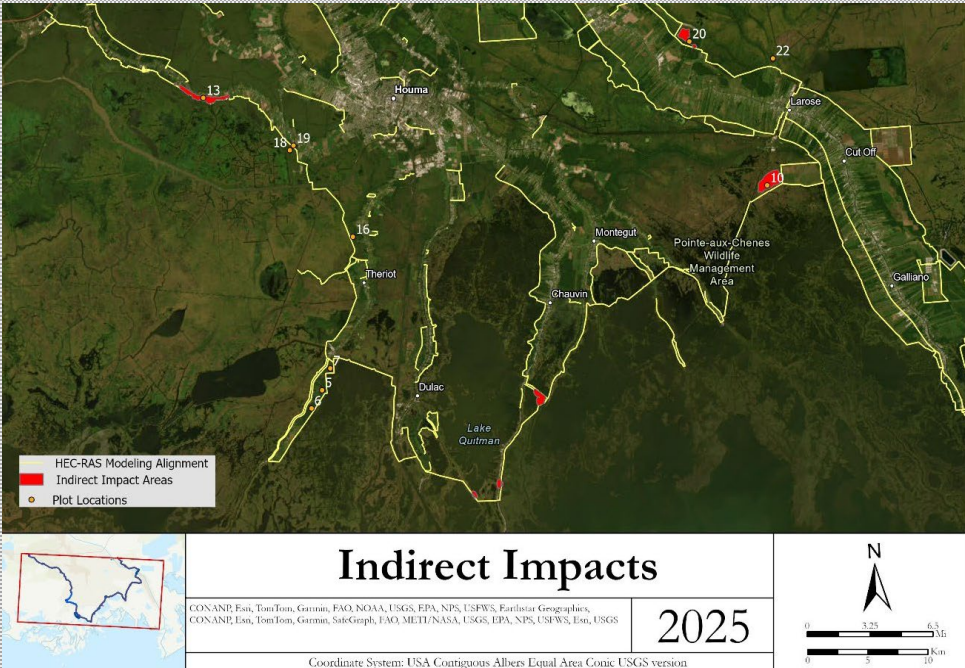 20
22
Houma
13
Larose
19
18
Cut Off
10
16
Montegut
Pointe-aux-Chenes
Wildlife
Management
Area
Theriot
Galliano
Chauvin
7
5
Dulac
6
Lake
Quitman
HEC-RAS Modeling Alignment
Indirect Impact Areas
Plot Locations
Indirect Impacts
N
CONANP, Esri, TomTom, Garmin, FAO, NOAA, USGS, EPA, NPS, USFWS, Earthstar Geographics,
CONANP, Esri, TomTom, Garmin, SafeGraph, FAO, METI/NASA, USGS, EPA, NPS, USFWS, Esri, USGS
2025
0 3.25 6.5
Mi
Km
0 5 10
Coordinate System: USA Contiguous Albers Equal Area Conic USGS version